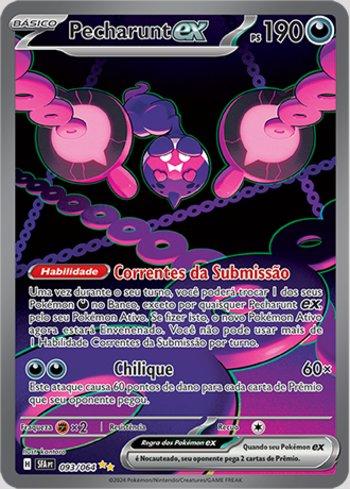 BÁSICO
Pecharunt ex PS 190
Habilidade Correntes da Submissão
Uma vez durante o seu turno, você poderá trocar 1 dos seus
Pokémon no Banco, exceto por quaisquer Pecharunt ex
pelo seu Pokémon Ativo. Se fizer isto, o novo Pokémon Ativo
agora estará Envenenado. Você não pode usar mais de
1 Habilidade Correntes da Submissão por turno.
Chilique 60×
Este ataque causa 60 pontos de dano para cada carta de Prêmio
que seu oponente pegou.
Fraqueza ×2 Resistência Recuo
Ilustr. kantaro
H SFA PT 093/064
Regra dos Pokémon ex Quando seu Pokémon ex
é Nocauteado, seu oponente pega 2 cartas de Prêmio.
©2024 Pokémon/Nintendo/Creatures/GAME FREAK